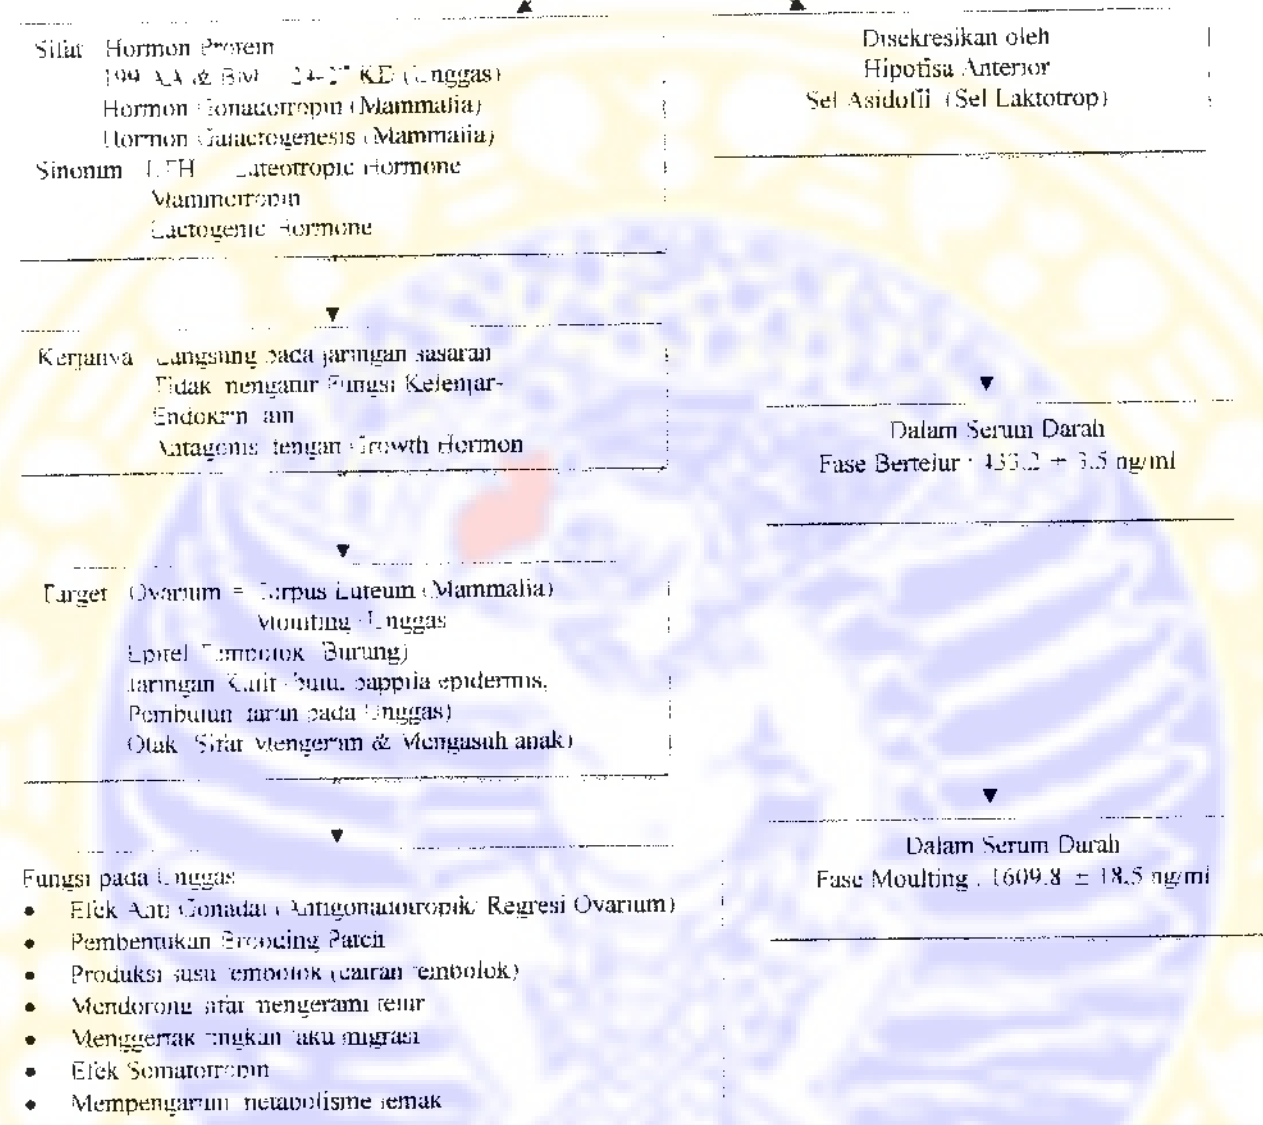 Sifat Hormon Protein
199 AA & BM 24-27 KD (Unggas)
Hormon Gonadotropin (Mammalia)
Hormon Galactogenesis (Mammalia)
Sinonim LTH Luteotropic Hormone
Mammotropin
Lactogenic Hormone
Disekresikan oleh
Hipofisa Anterior
Sel Asidofil (Sel Laktotrop)
Kerjanya Langsung pada jaringan sasaran
Tidak mengatur Fungsi Kelenjar-
Endokrin lain
Antagonis dengan Growth Hormon
Dalam Serum Darah
Fase Bertelur : 433.2 ± 3.5 ng/ml
Target Ovarium = Corpus Luteum (Mammalia)
Moulting Unggas
Epitel Tembolok Burung)
Jaringan Kulit bulu, pappila epidermis,
Pembulun pada Unggas)
Otak Sifat Mengeram & Mengasuh anak)
Dalam Serum Darah
Fase Moulting : 1609.8 ± 18.5 ng/ml
Fungsi pada Unggas
• Efek Anti Gonadal (Antigonadotropik/ Regresi Ovarium)
• Pembentukan Brooding Patch
• Produksi susu tembolok (cairan tembolok)
• Mendorong sifat mengerami telur
• Menggertak tingkah laku migrasi
• Efek Somatotropin
• Mempengaruhi metabolisme lemak